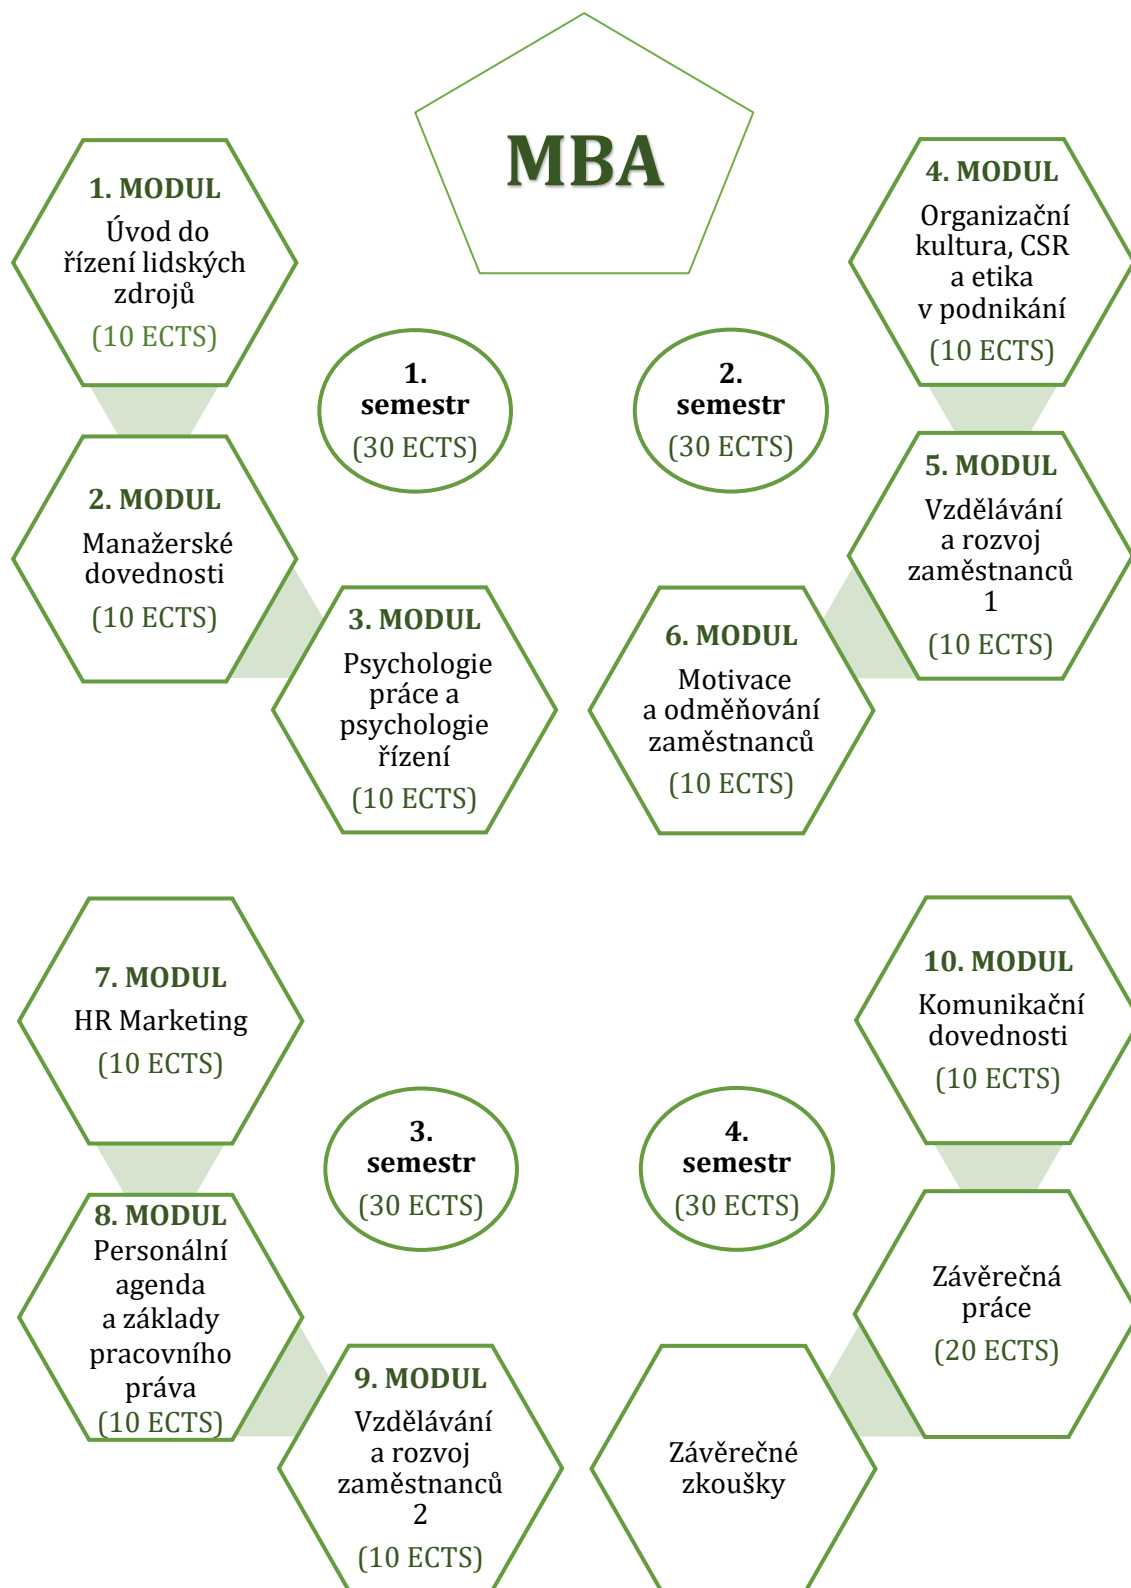 MBA
1. MODUL
Úvod do
řízení lidských
zdrojů
(10 ECTS)
2. MODUL
Manažerské
dovednosti
(10 ECTS)
3. MODUL
Psychologie
práce a
psychologie
řízení
(10 ECTS)
1.
semestr
(30 ECTS)
2.
semestr
(30 ECTS)
4. MODUL
Organizační
kultura, CSR
a etika
v podnikání
(10 ECTS)
5. MODUL
Vzdělávání
a rozvoj
zaměstnanců
1
(10 ECTS)
6. MODUL
Motivace
a odměňování
zaměstnanců
(10 ECTS)
7. MODUL
HR Marketing
(10 ECTS)
8. MODUL
Personální
agenda
a základy
pracovního
práva
(10 ECTS)
9. MODUL
Vzdělávání
a rozvoj
zaměstnanců
2
(10 ECTS)
3.
semestr
(30 ECTS)
4.
semestr
(30 ECTS)
10. MODUL
Komunikační
dovednosti
(10 ECTS)
Závěrečná
práce
(20 ECTS)
Závěrečné
zkoušky